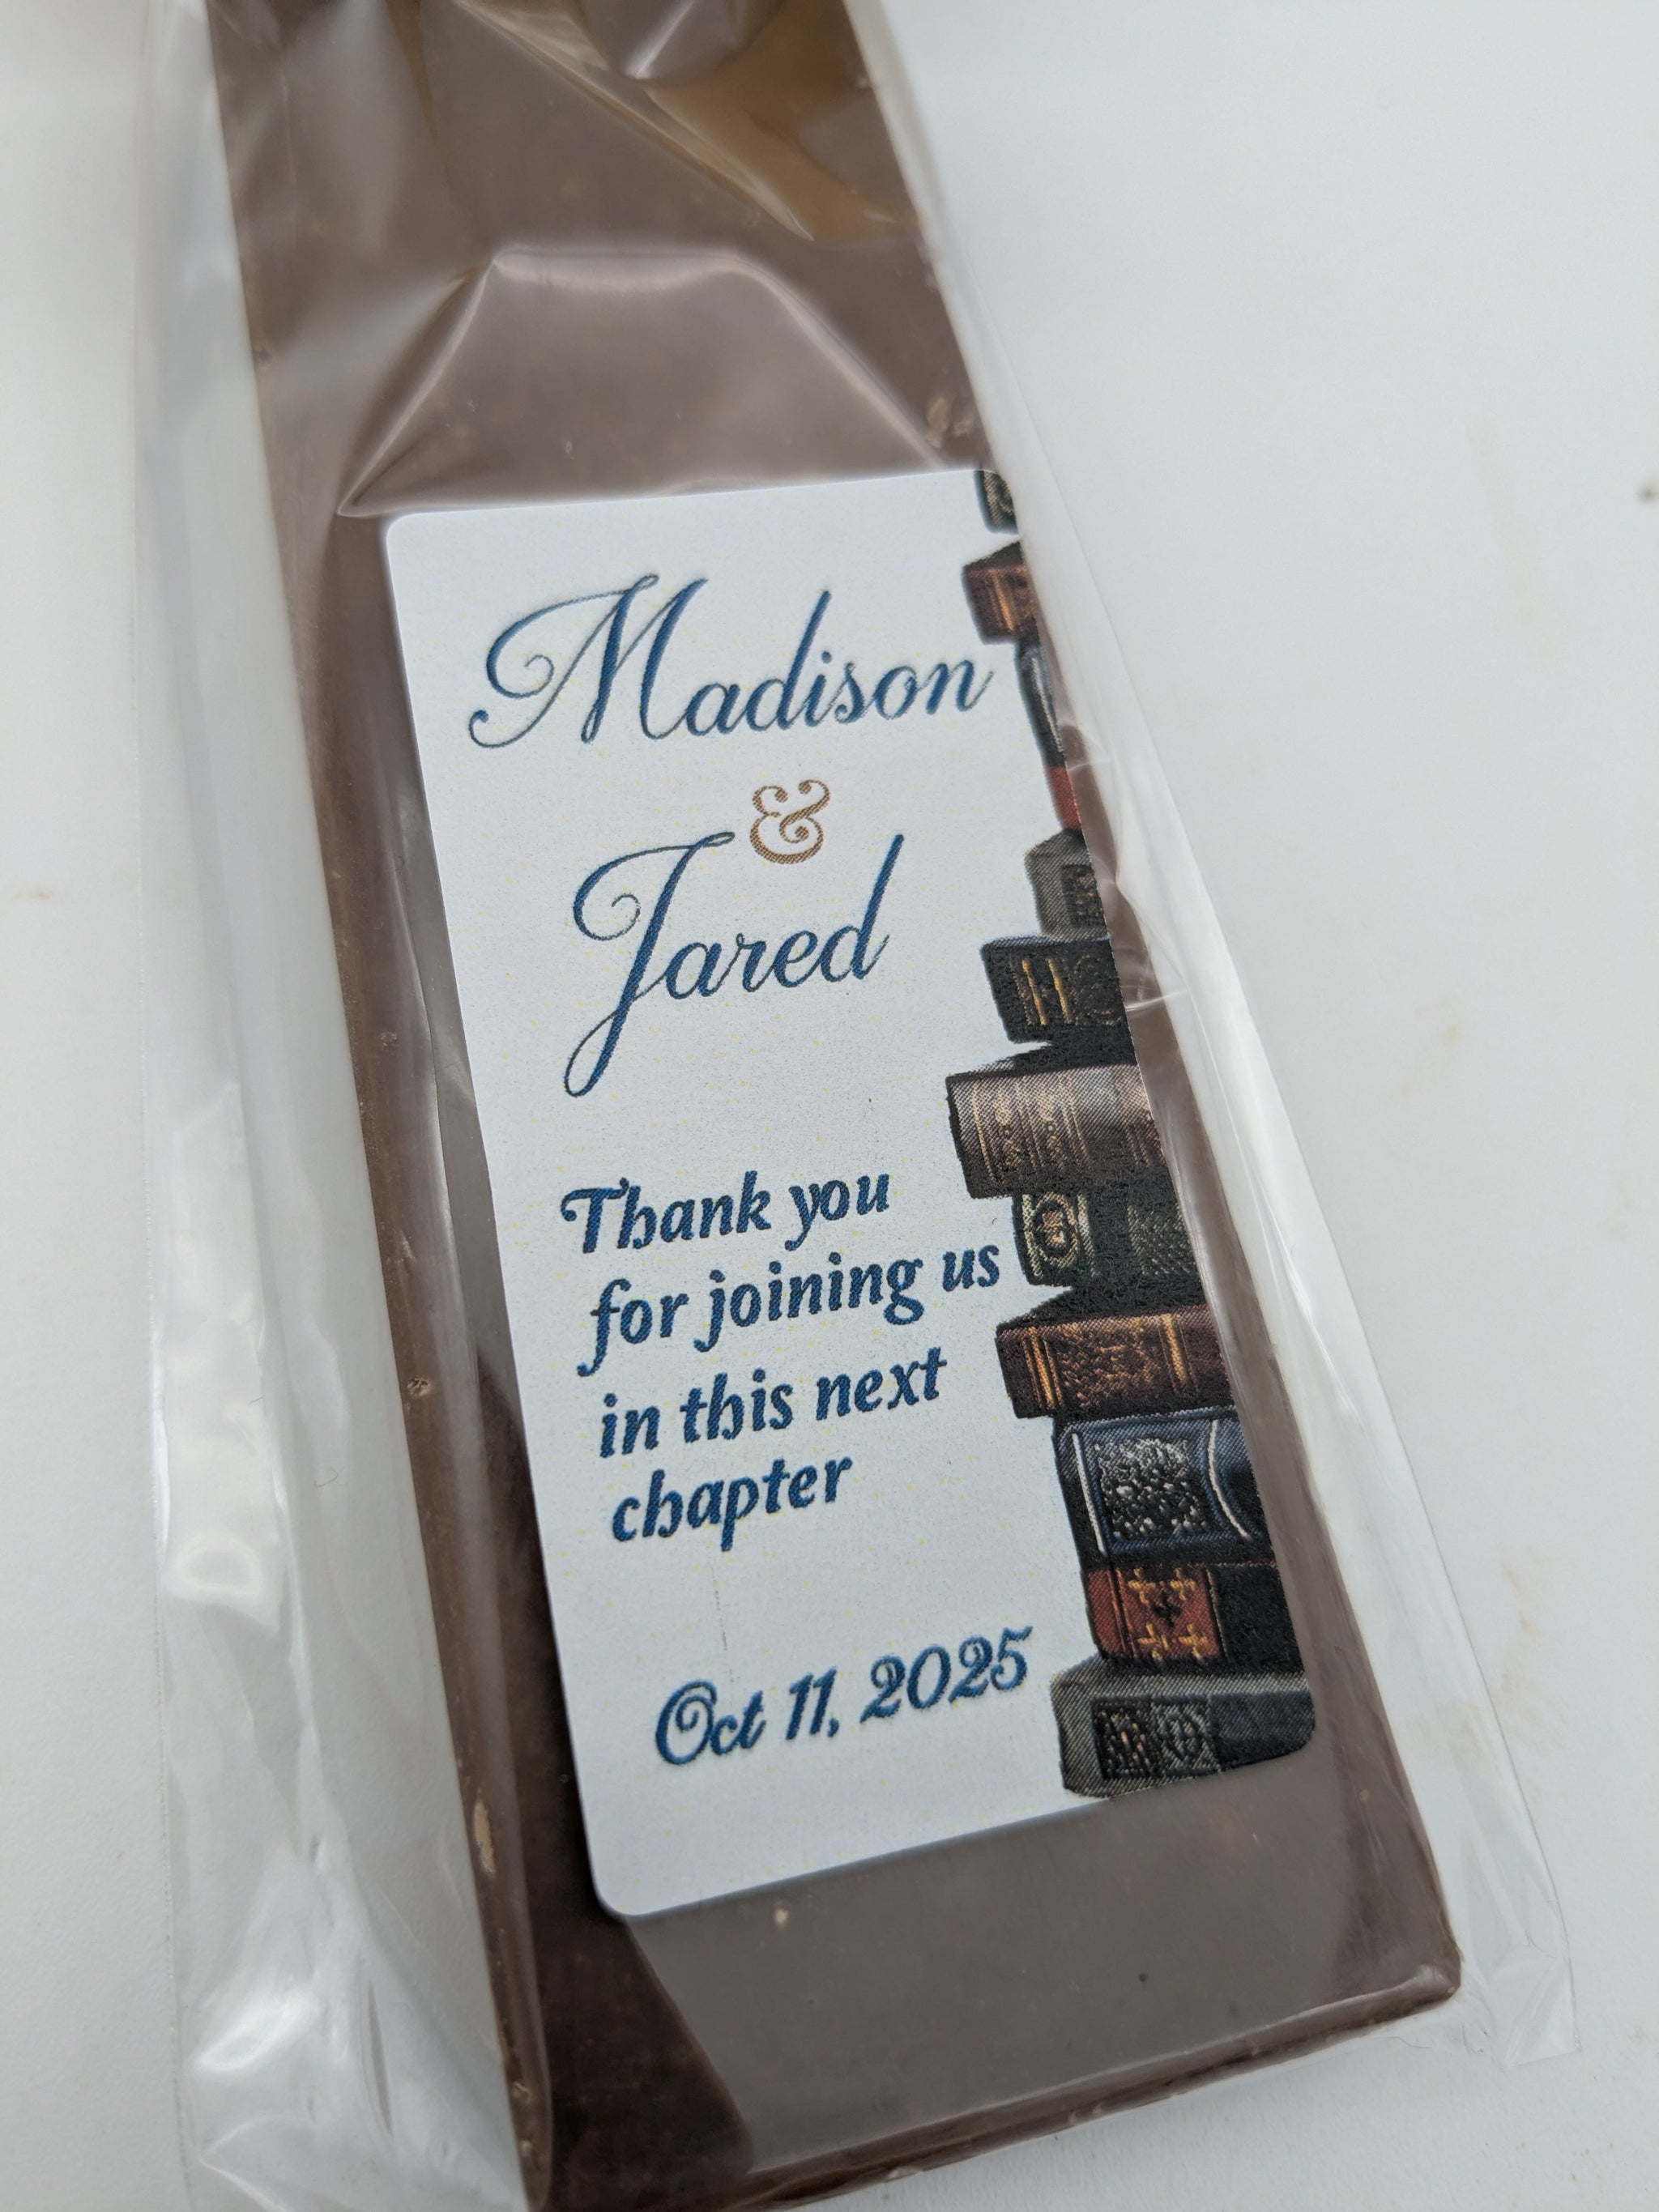 Madison
&
Jared
Thank you
for joining us
in this next
chapter
Oct 11, 2025